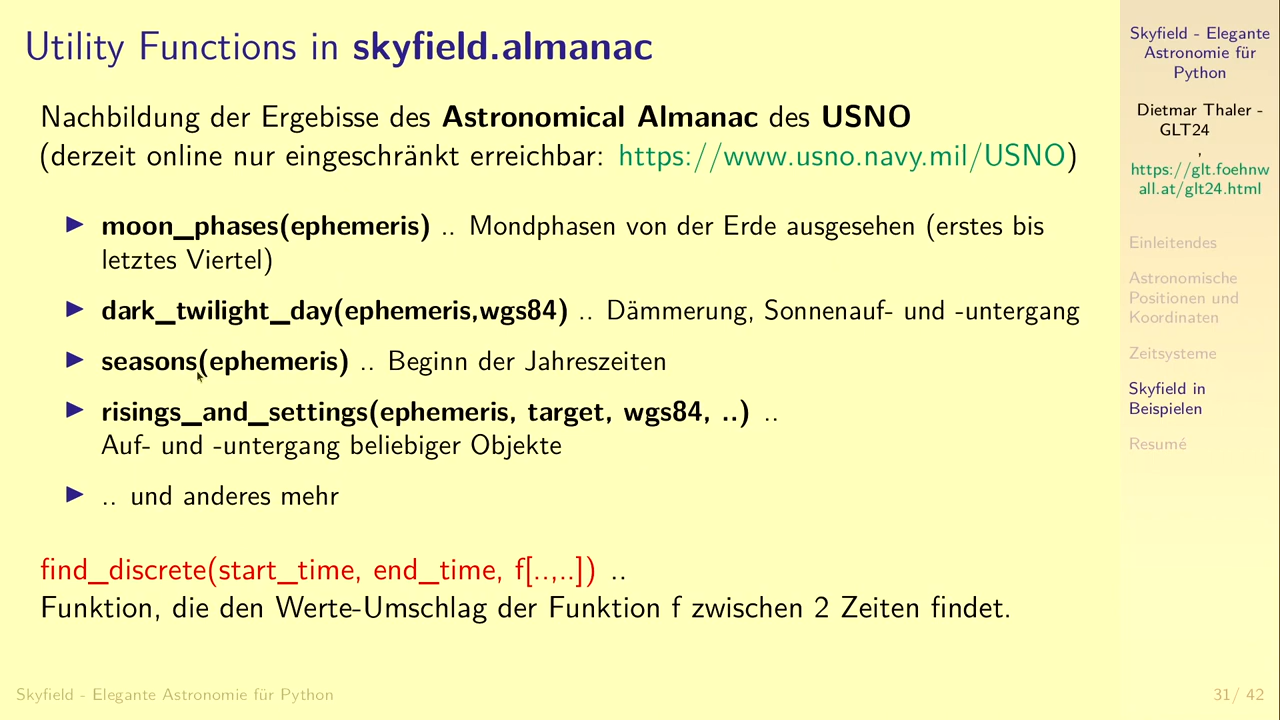 Utility Functions in skyfield.almanac
Nachbildung der Ergebisse des Astronomical Almanac des USNO
(derzeit online nur eingeschränkt erreichbar: https://www.usno.navy.mil/USNO)
▶ moon_phases(ephemeris) .. Mondphasen von der Erde ausgesehen (erstes bis
letztes Viertel)
▶ dark_twilight_day(ephemeris,wgs84) .. Dämmerung, Sonnenauf- und -untergang
▶ seasons(ephemeris) .. Beginn der Jahreszeiten
▶ risings_and_settings(ephemeris, target, wgs84, ..) ..
Auf- und -untergang beliebiger Objekte
▶ .. und anderes mehr
find_discrete(start_time, end_time, f[..,..]) ..
Funktion, die den Werte-Umschlag der Funktion f zwischen 2 Zeiten findet.
Skyfield - Elegante
Astronomie für
Python
Dietmar Thaler -
GLT24
,
https://glt.foehnw
all.at/glt24.html
Einleitendes
Astronomische
Positionen und
Koordinaten
Zeitsysteme
Skyfield in
Beispielen
Resumé
Skyfield - Elegante Astronomie für Python
31/ 42